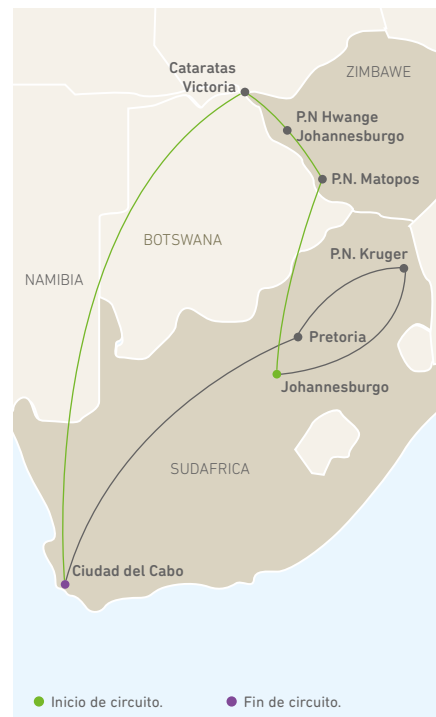 Cataratas
Victoria
ZIMBAWE
P.N Hwange
Johannesburgo
P.N. Matopos
BOTSWANA
P.N. Kruger
NAMIBIA
Pretoria
Johannesburgo
SUDAFRICA
Ciudad del Cabo
Inicio de circuito.
Fin de circuito.